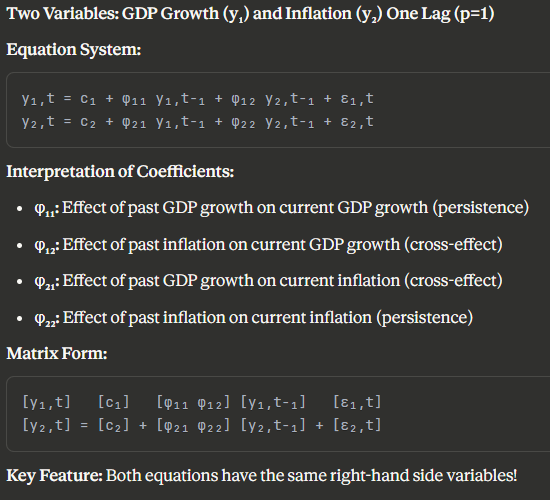 Two Variables: GDP Growth (y₁) and Inflation (y₂) One Lag (p=1)
Equation System:
y₁,t = c₁ + φ₁₁ y₁,t-₁ + φ₁₂ y₂,t-₁ + ε₁,t
y₂,t = c₂ + φ₂₁ y₁,t-₁ + φ₂₂ y₂,t-₁ + ε₂,t
Interpretation of Coefficients:
• φ₁₁: Effect of past GDP growth on current GDP growth (persistence)
• φ₁₂: Effect of past inflation on current GDP growth (cross-effect)
• φ₂₁: Effect of past GDP growth on current inflation (cross-effect)
• φ₂₂: Effect of past inflation on current inflation (persistence)
Matrix Form:
[y₁,t]   [c₁]   [φ₁₁ φ₁₂] [y₁,t-₁]   [ε₁,t]
[y₂,t] = [c₂] + [φ₂₁ φ₂₂] [y₂,t-₁] + [ε₂,t]
Key Feature: Both equations have the same right-hand side variables!